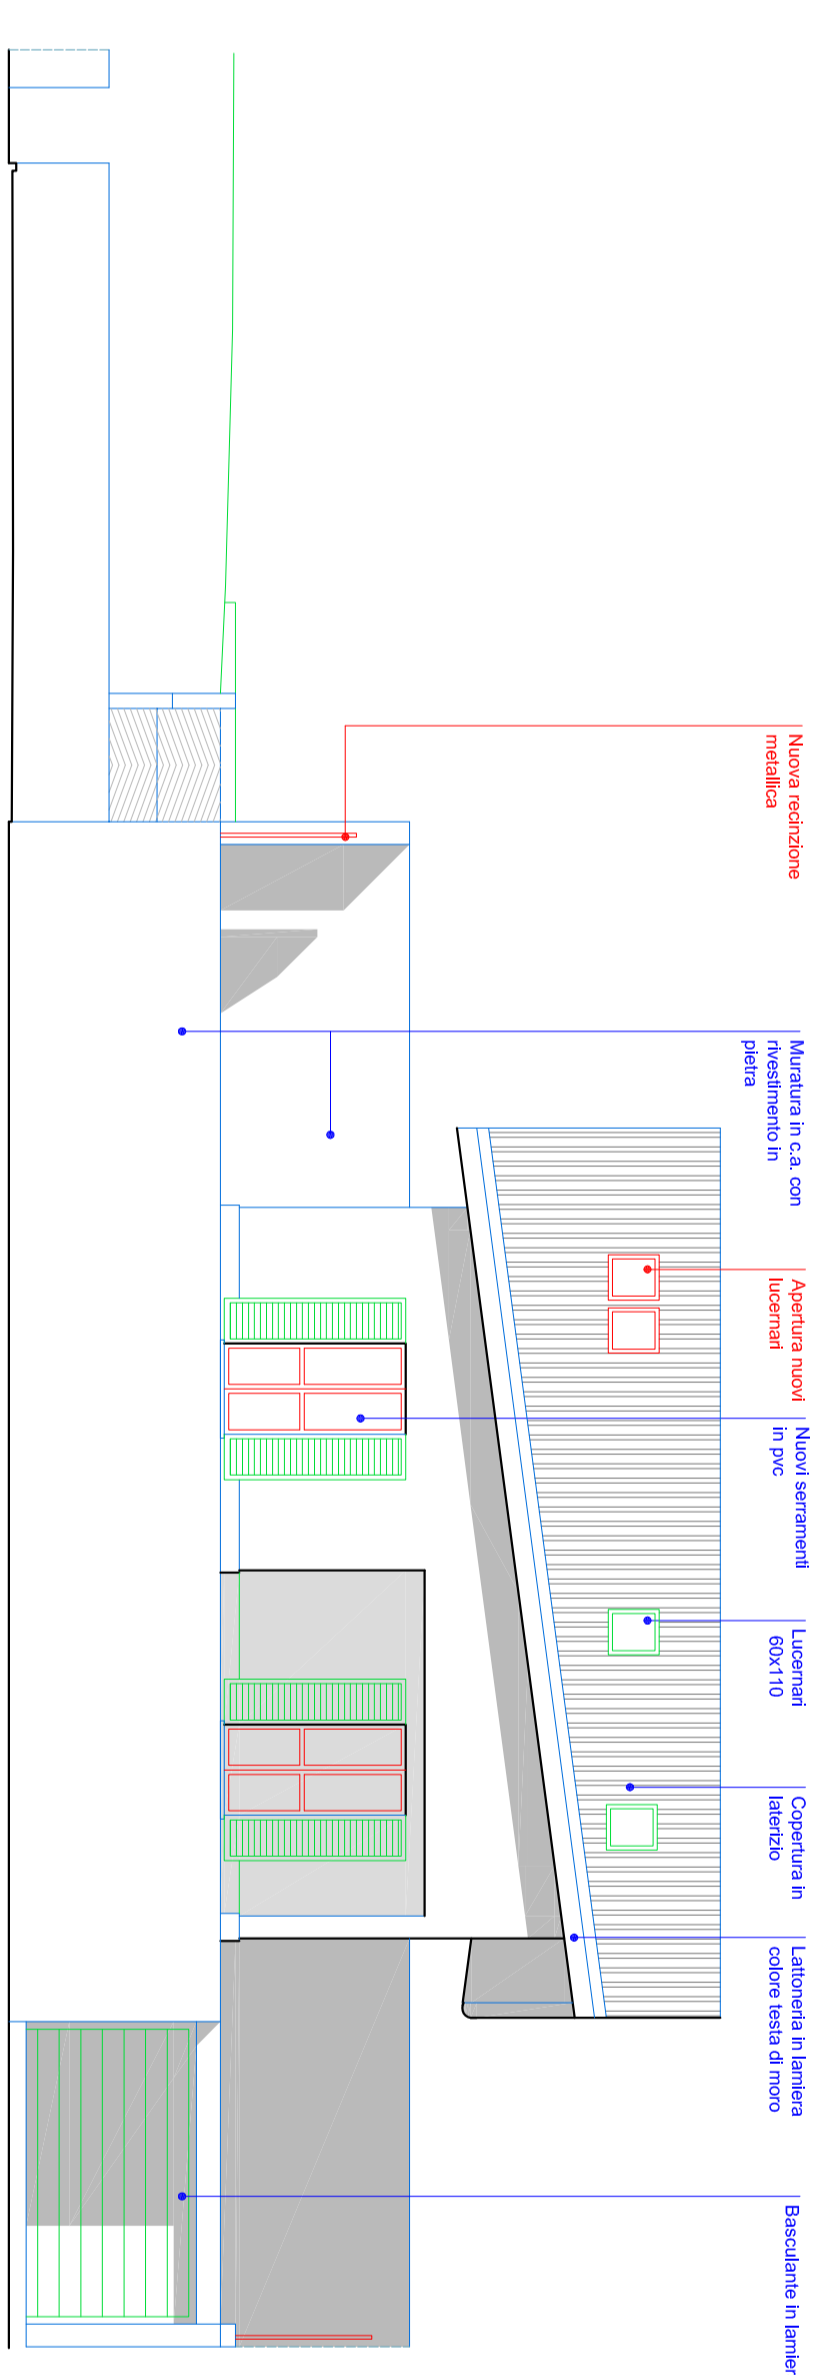 Nuova recinzione
metallica
Muratura in c.a. con
rivestimento in
pietra
Apertura nuovi
lucernari
Nuovi serramenti
in pvc
Lucernari
60x110
Copertura in
laterizio
Lattoneria in lamiera
colore testa di moro
Basculante in lamier